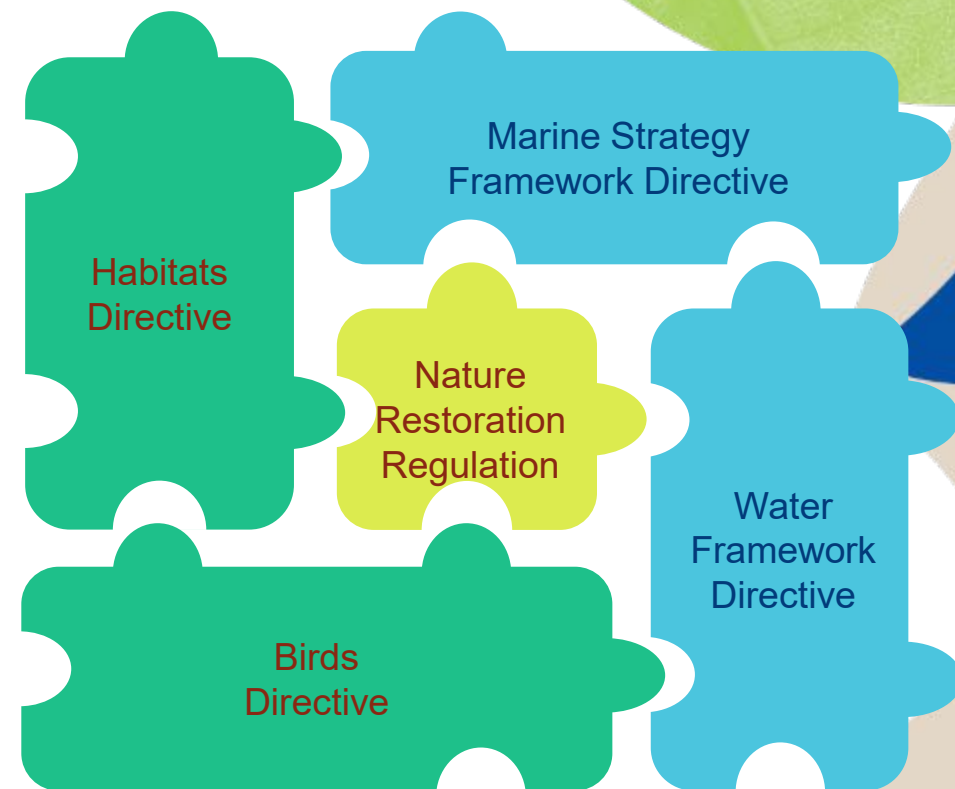 Marine Strategy
Framework Directive
Habitats
Directive
Nature
Restoration
Regulation
Water
Framework
Directive
Birds
Directive